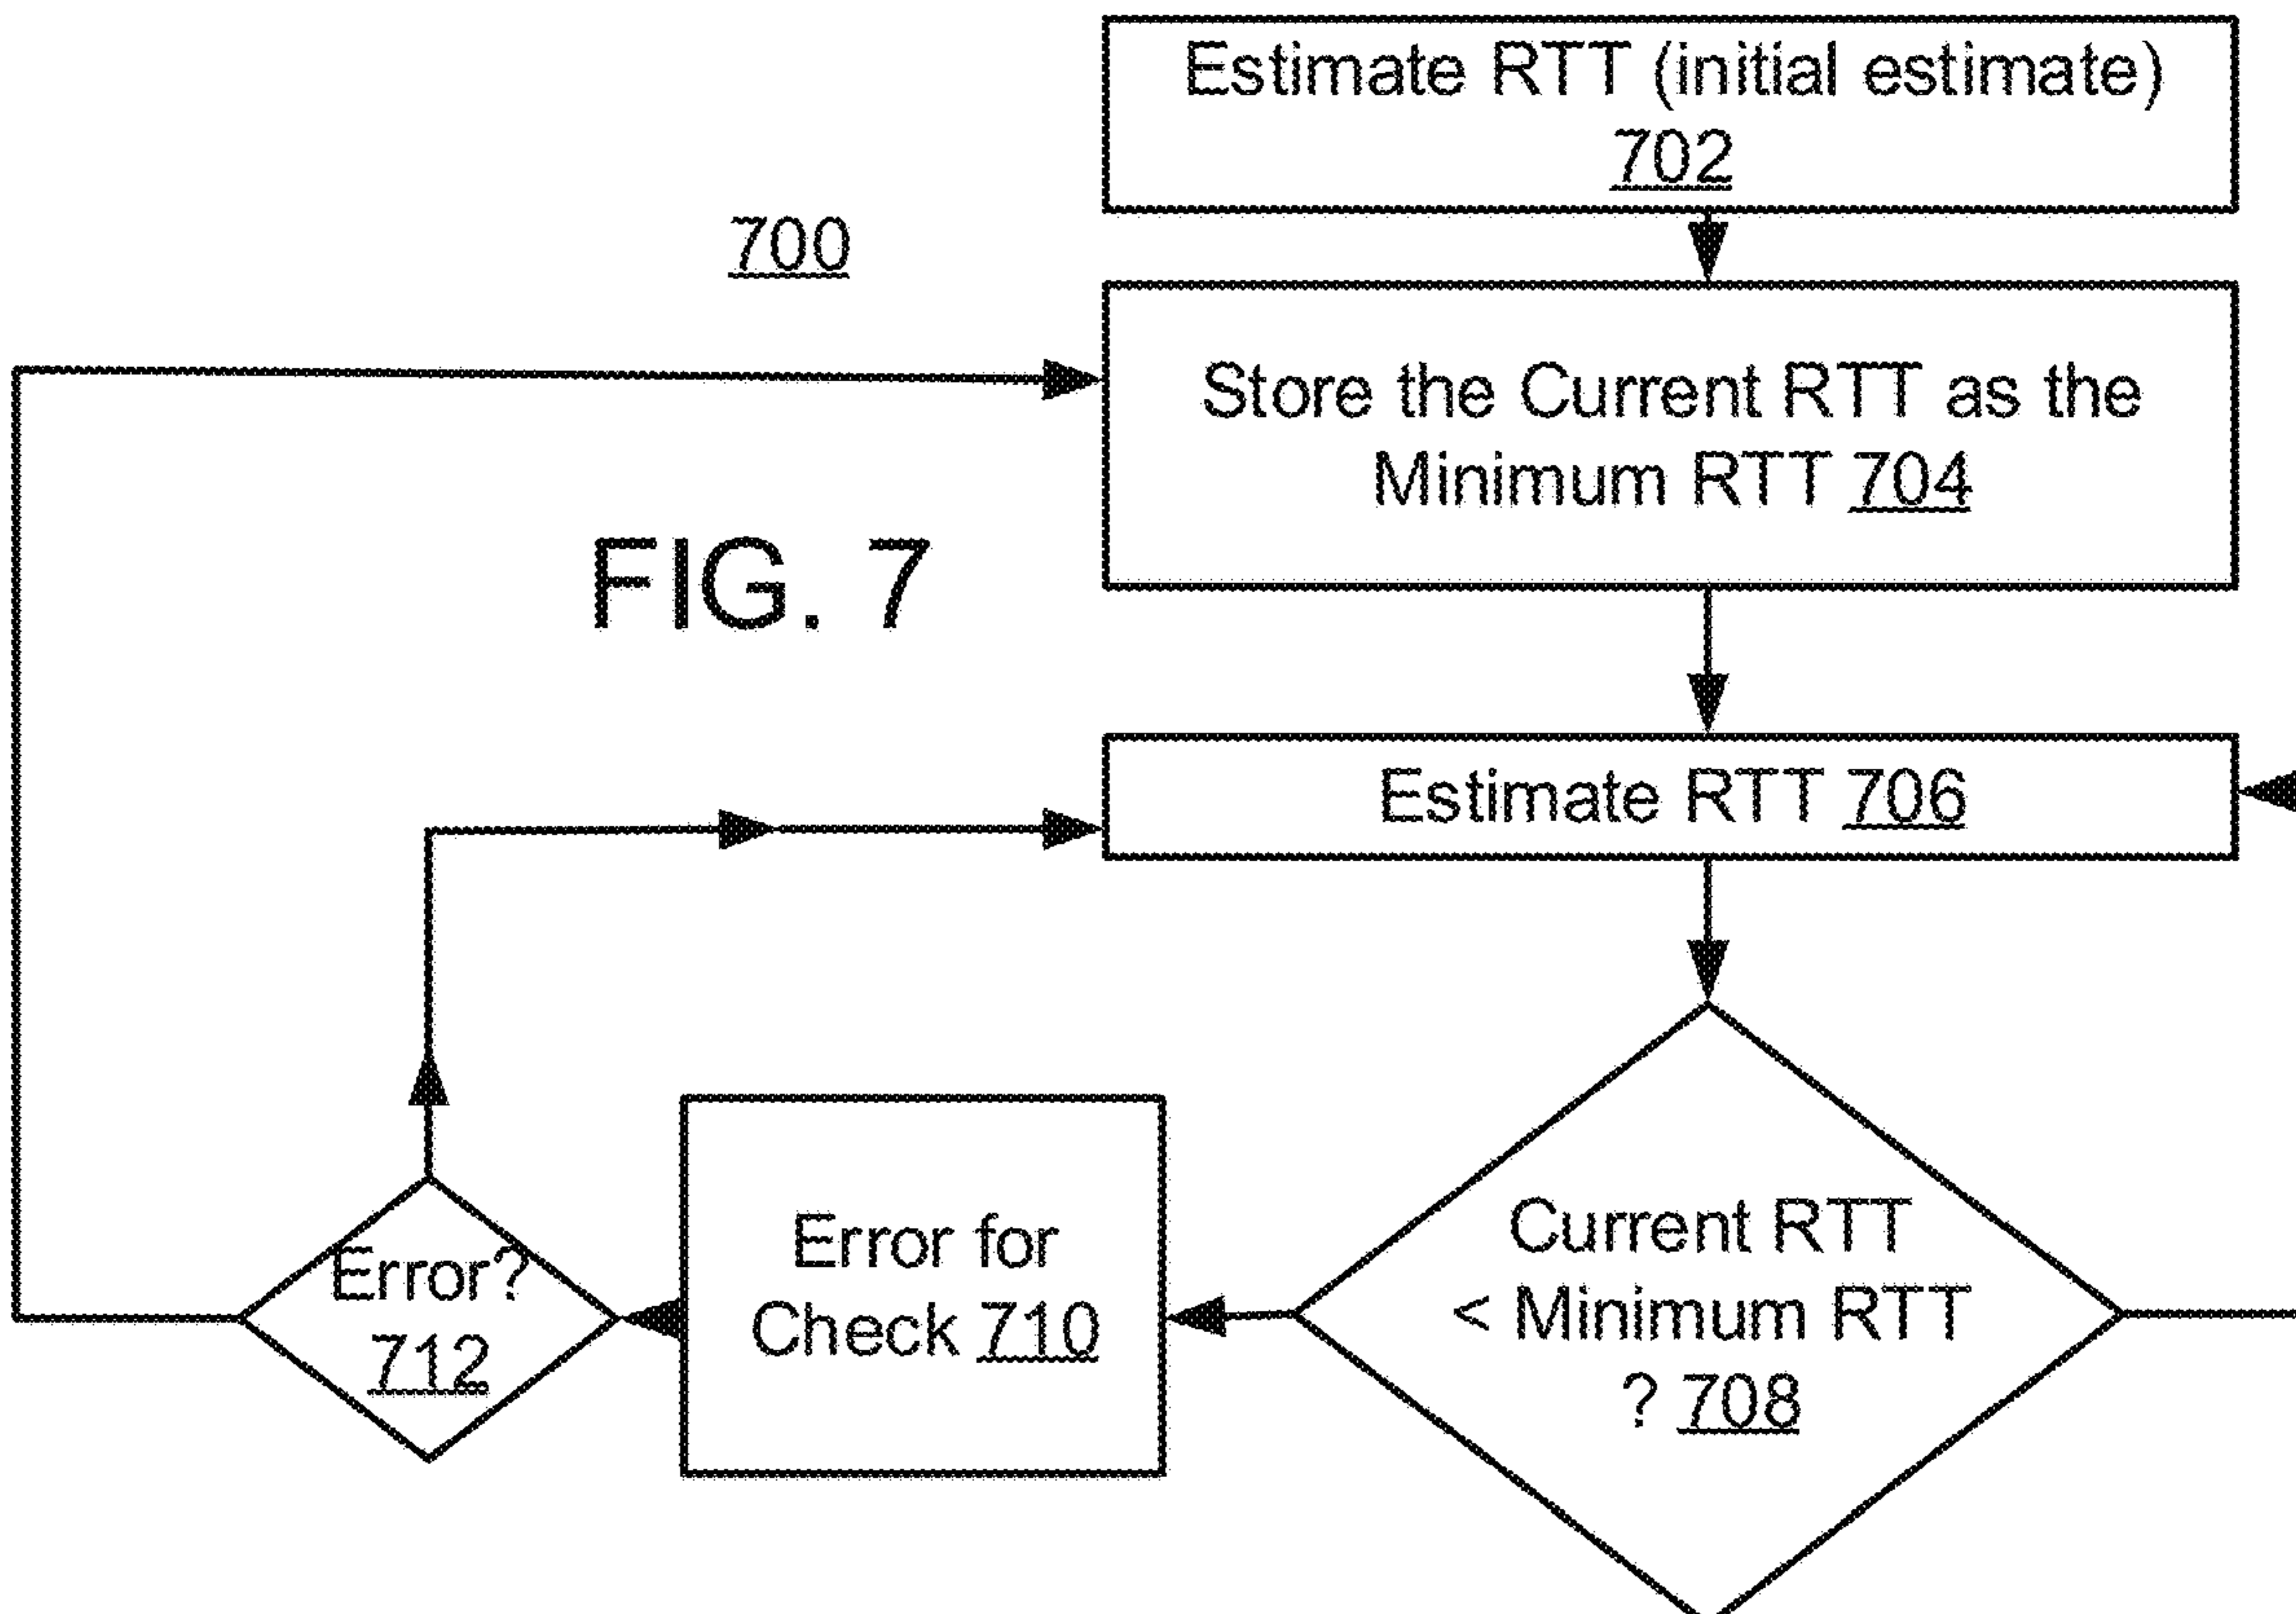 Estimate RTT (initial estimate)
702
700
Store the Current RTT as the
Minimum RTT 704
FIG. 7
Estimate RTT 706
Current RTT
< Minimum RTT
? 708
Error for
Check 710
Error?
712